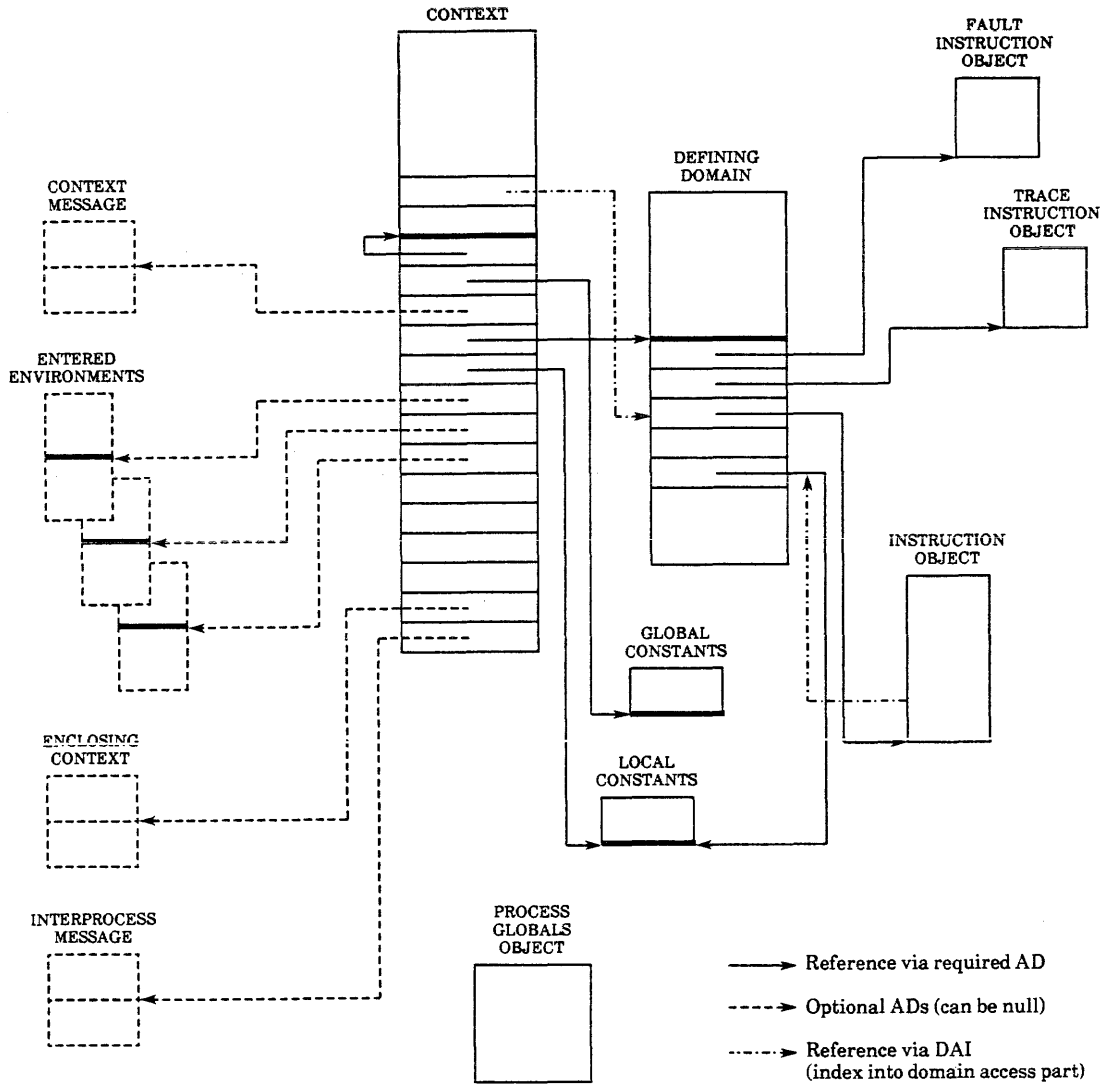 CONTEXT
FAULT
INSTRUCTION
OBJECT
DEFINING
DOMAIN
CONTEXT
MESSAGE
TRACE
INSTRUCTION
OBJECT
ENTERED
ENVIRONMENTS
INSTRUCTION
OBJECT
GLOBAL
CONSTANTS
ENCLOSING
CONTEXT
LOCAL
CONSTANTS
INTERPROCESS
MESSAGE
PROCESS
GLOBALS
OBJECT
Reference via required AD
Optional ADs (can be null)
Reference via DAI
(index into domain access part)